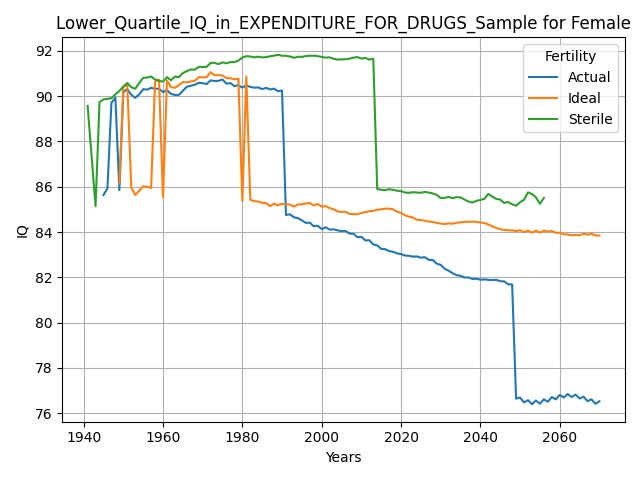 Lower_Quartile_IQ_in_EXPENDITURE_FOR_DRUGS_Sample for Female
Fertility
Actual
Ideal
Sterile
IQ
92
90
88
86
84
82
80
78
76
1940
1960
1980
2000
2020
2040
2060
Years